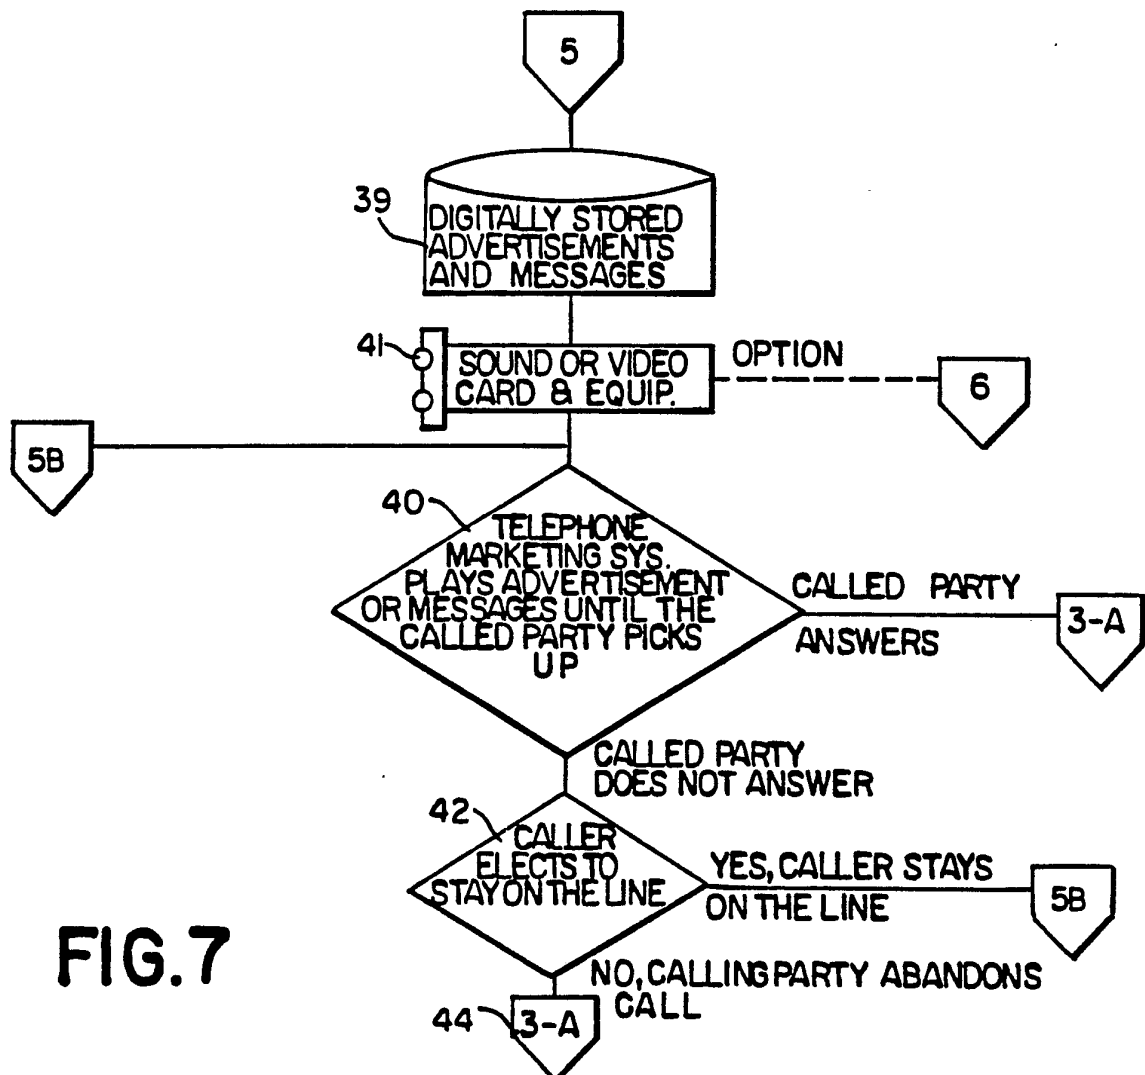 5
39
DIGITALLY STORED
ADVERTISEMENTS
AND MESSAGES
41
SOUND OR VIDEO
CARD & EQUIP.
OPTION
6
5B
40
TELEPHONE
MARKETING SYS.
PLAYS ADVERTISEMENT
OR MESSAGES UNTIL THE
CALLED PARTY PICKS
UP
CALLED PARTY
ANSWERS
3-A
CALLED PARTY
DOES NOT ANSWER
42
CALLER
ELECTS TO
STAY ON THE LINE
YES, CALLER STAYS
ON THE LINE
5B
FIG.7
NO, CALLING PARTY ABANDONS
CALL
44
3-A